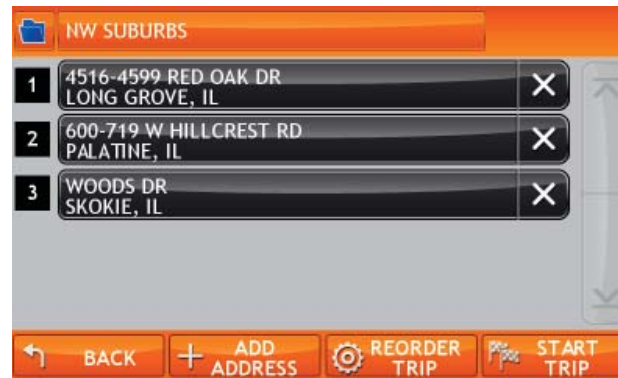 NW SUBURBS
1
4516-4599 RED OAK DR
LONG GROVE, IL
2
600-719 W HILLCREST RD
PALATINE, IL
3
WOODS DR
SKOKIE, IL
BACK
ADD
ADDRESS
REORDER
TRIP
START
TRIP